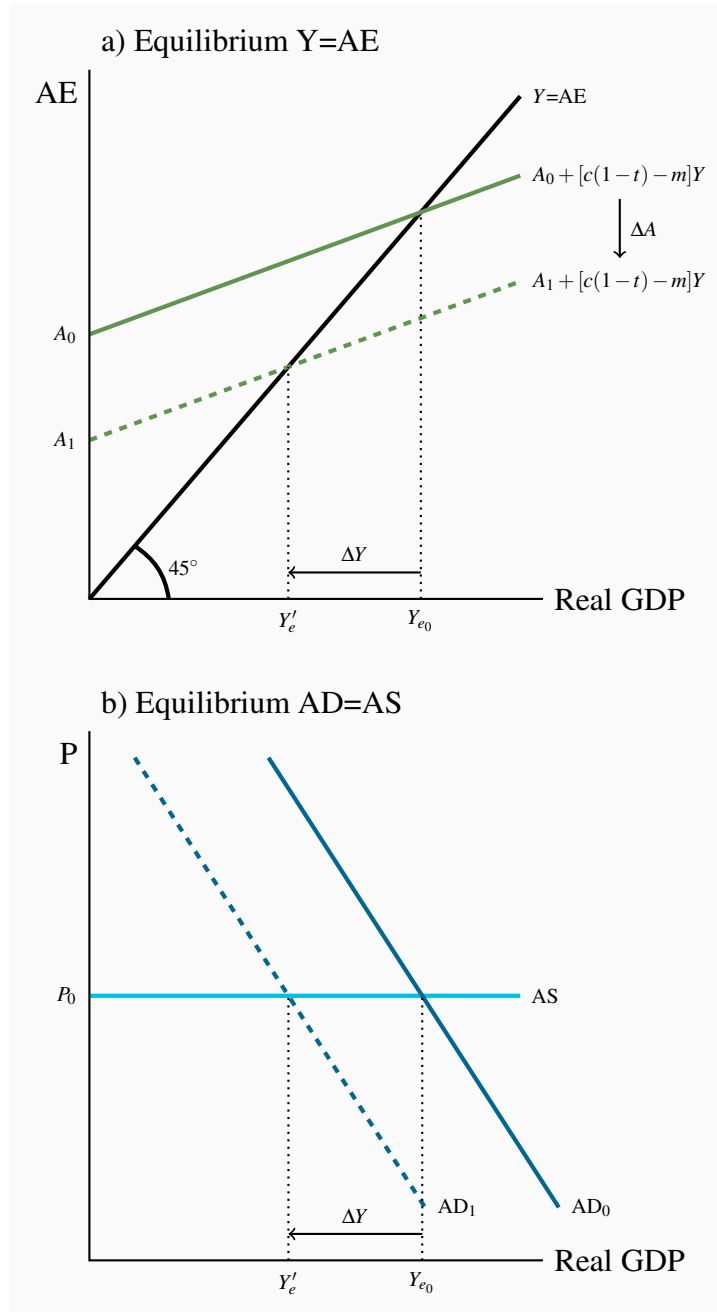 a) Equilibrium Y=AE
AE
Y=AE
A₀ + [c(1 − t) − m]Y
ΔA
A₁ + [c(1 − t) − m]Y
A₀
A₁
45°
ΔY
Y′ₑ
Yₑ₀
Real GDP
b) Equilibrium AD=AS
P
P₀
AS
AD₁
AD₀
ΔY
Y′ₑ
Yₑ₀
Real GDP